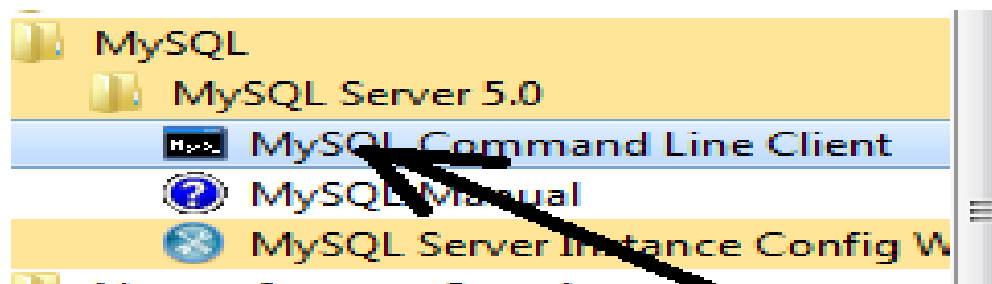 MySQL
MySQL Server 5.0
MySQL Command Line Client
MySQL Manual
MySQL Server Instance Config W